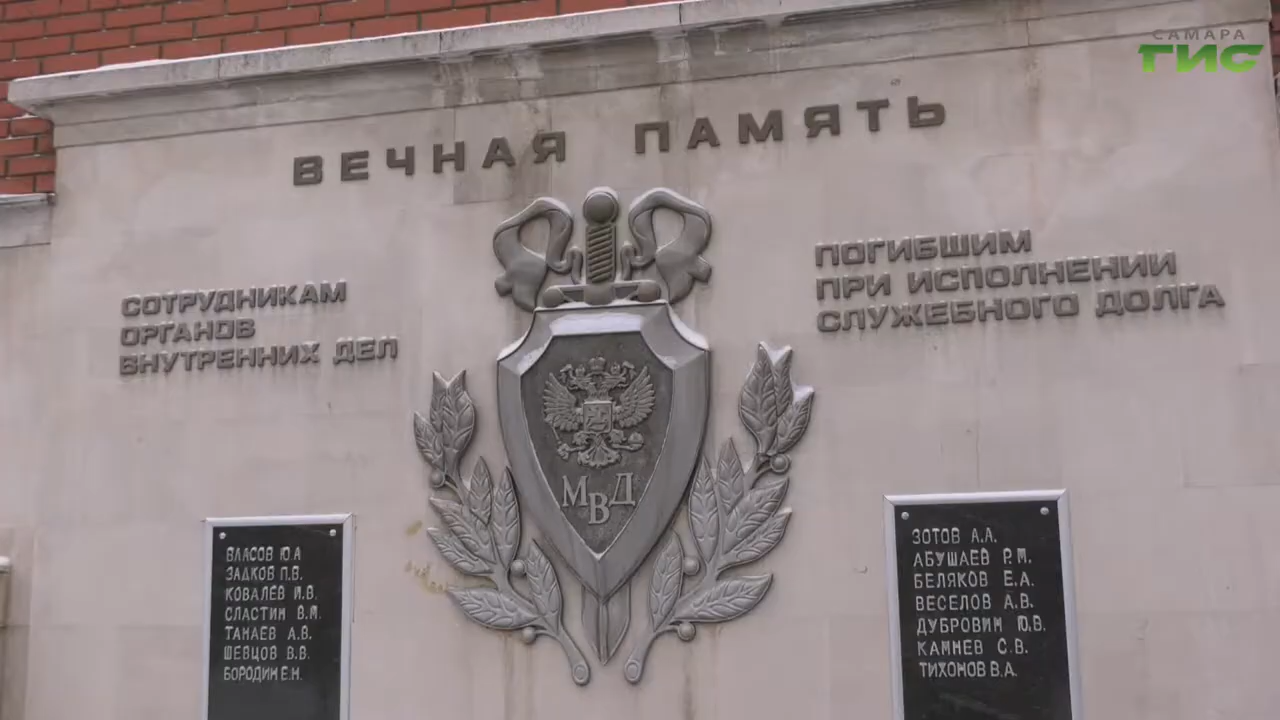 САМАРА
ГИС
ВЕЧНАЯ ПАМЯТЬ
СОТРУДНИКАМ
ОРГАНОВ
ВНУТРЕННИХ ДЕЛ
ПОГИБШИМ
ПРИ ИСПОЛНЕНИИ
СЛУЖЕБНОГО ДОЛГА
МВД
ВЛАСОВ Ю.А
ЗАДКОВ П.В.
КОВАЛЁВ И.В.
СЛАСТИН В.М.
ТАНАЕВ А.В.
ШЕВЦОВ В.В.
БОРОДИН Е.Н.
ЗОТОВ А.А.
АБУШАЕВ Р.М.
БЕЛЯКОВ Е.А.
ВЕСЕЛОВ А.В.
ДУБРОВИН Ю.В.
КАМНЕВ С.В.
ТИХОНОВ В.А.